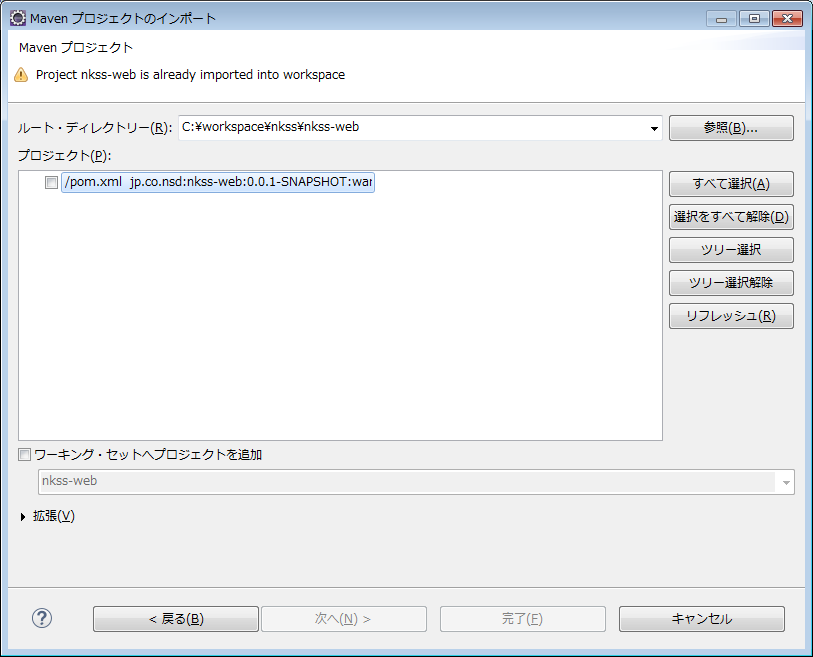 Maven プロジェクトのインポート
Maven プロジェクト
Project nkss-web is already imported into workspace
ルート・ディレクトリー(R):
C:¥workspace¥nkss¥nkss-web
参照(B)...
プロジェクト(P):
/pom.xml jp.co.nsd:nkss-web:0.0.1-SNAPSHOT:war
すべて選択(A)
選択をすべて解除(D)
ツリー選択
ツリー選択解除
リフレッシュ(R)
ワーキング・セットへプロジェクトを追加
nkss-web
拡張(V)
?
< 戻る(B)
次へ(N) >
完了(F)
キャンセル